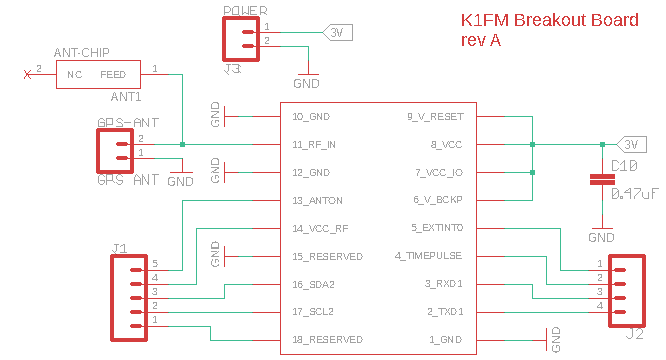 POWER
K1FM Breakout Board
rev A
1
3V
2
J3
GND
ANT-CHIP
2
NC
FEED
1
ANT1
GND
10_GND
9_V_RESET
GPS-ANT
2
1
GPS ANT
GND
11_RF_IN
8_VCC
3V
GND
12_GND
7_VCC_IO
C10
0.47uF
13_ANTON
6_V_BCKP
14_VCC_RF
5_EXTINT0
GND
J1
GND
15_RESERVED
4_TIMEPULSE
5
4
3
2
1
16_SDA2
3_RXD1
1
2
3
4
17_SCL2
2_TXD1
18_RESERVED
1_GND
GND
J2